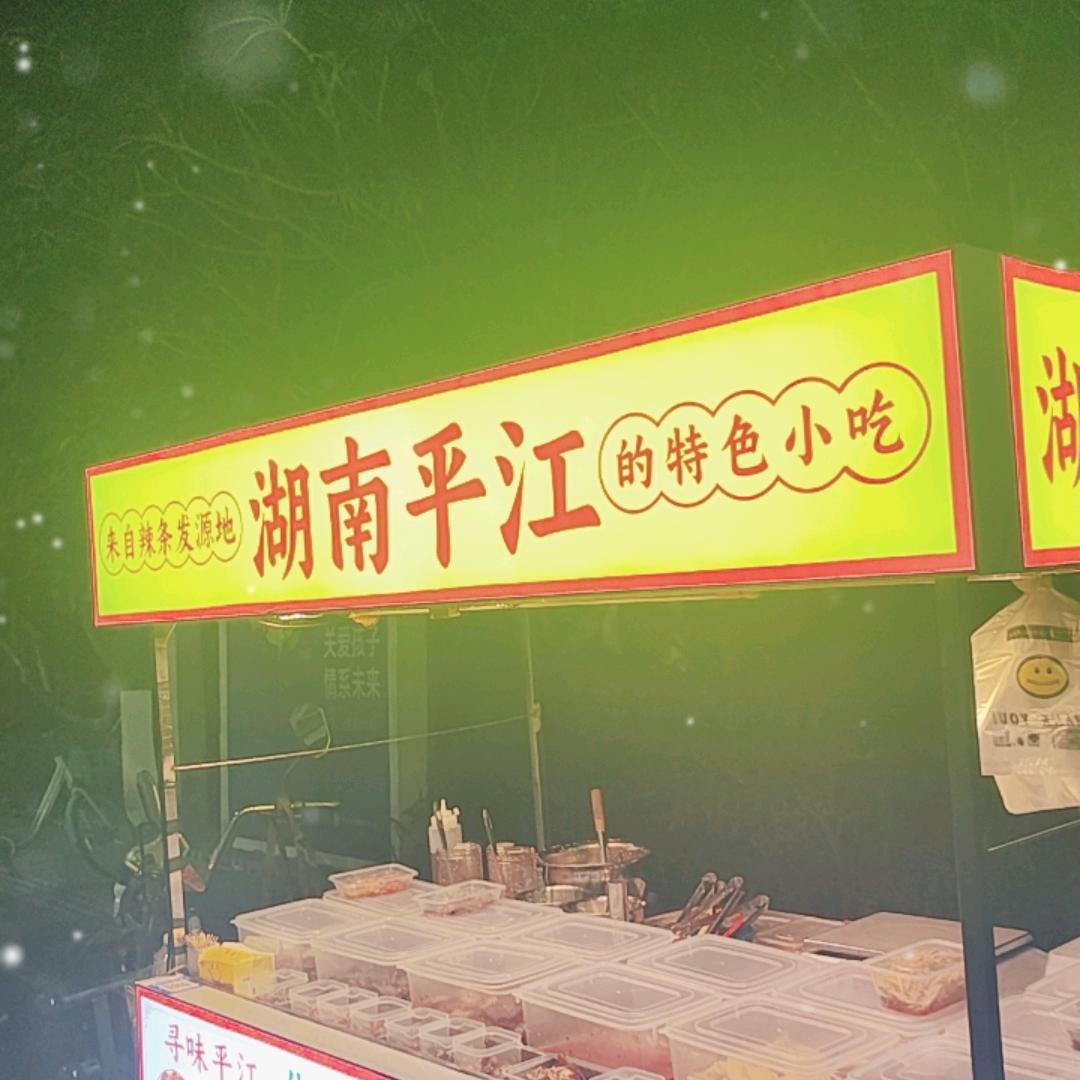 来自辣条发源地 湖南平江 的特色小吃
湖
关爱孩子
情系未来
寻味平江